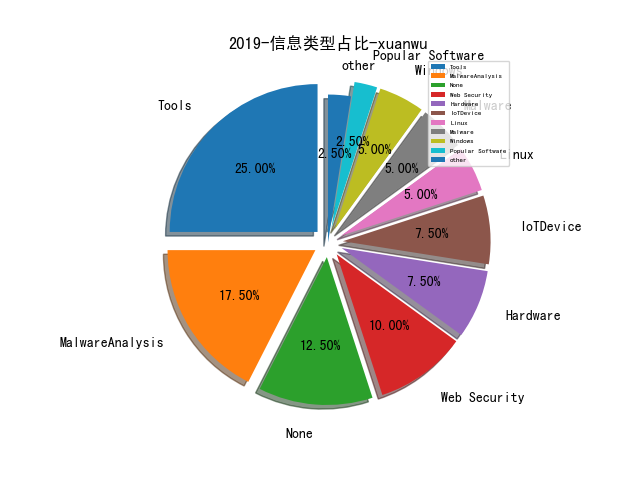 2019-信息类型占比-xuanwu
Popular Software
other
Windows
Malware
Linux
Tools
IoTDevice
Hardware
Web Security
None
MalwareAnalysis
25.00%
17.50%
12.50%
10.00%
7.50%
7.50%
5.00%
5.00%
5.00%
2.50%
2.50%
Tools
MalwareAnalysis
None
Web Security
Hardware
IoTDevice
Linux
Malware
Windows
Popular Software
other